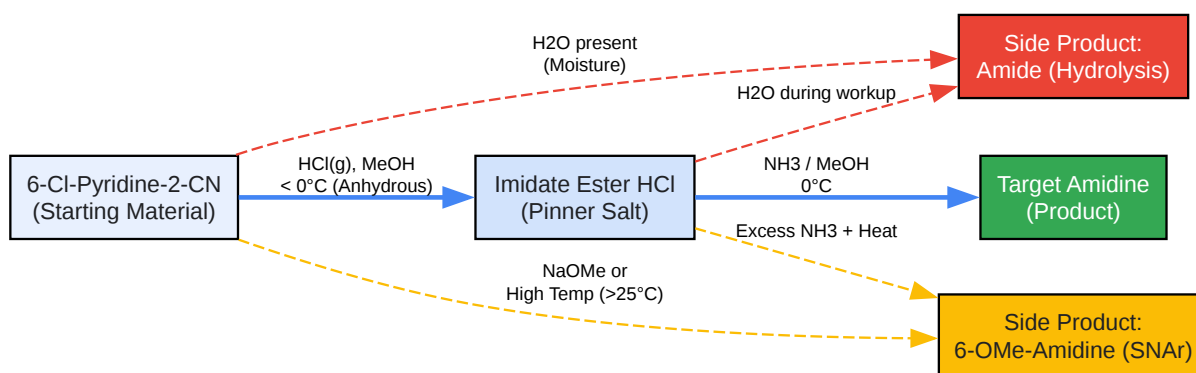 H2O present
(Moisture)
Side Product:
Amide (Hydrolysis)
H2O during workup
6-Cl-Pyridine-2-CN
(Starting Material)
HCl(g), MeOH
< 0°C (Anhydrous)
Imidate Ester HCl
(Pinner Salt)
NH3 / MeOH
0°C
Target Amidine
(Product)
Excess NH3 + Heat
NaOMe or
High Temp (>25°C)
Side Product:
6-OMe-Amidine (SNAr)